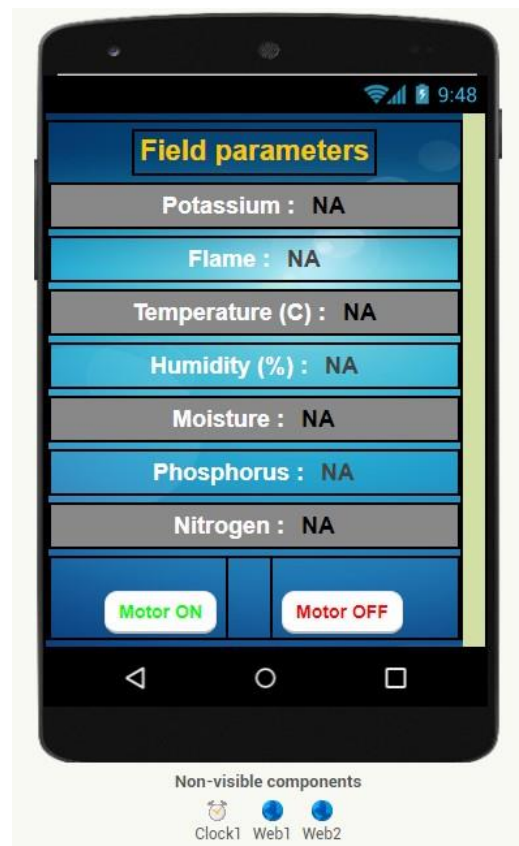 9:48
Field parameters
Potassium : NA
Flame : NA
Temperature (C) : NA
Humidity (%) : NA
Moisture : NA
Phosphorus : NA
Nitrogen : NA
Motor ON Motor OFF
Non-visible components
Clock1 Web1 Web2